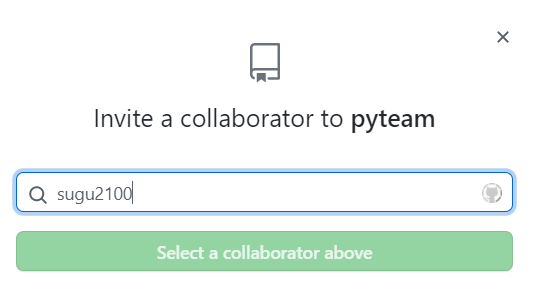 Invite a collaborator to pyteam
sugu2100
Select a collaborator above